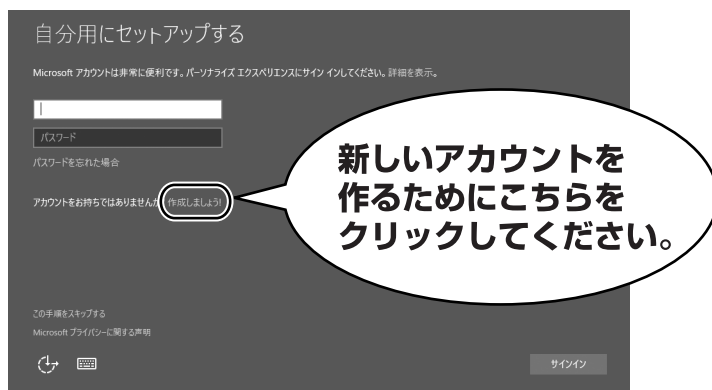 自分用にセットアップする
Microsoft アカウントは非常に便利です。パーソナライズ エクスペリエンスにサイン インしてください。詳細を表示。
パスワード
パスワードを忘れた場合
アカウントをお持ちではありませんか 作成しましょう!
新しいアカウントを
作るためにこちらを
クリックしてください。
この手順をスキップする
Microsoft プライバシーに関する声明
サインイン